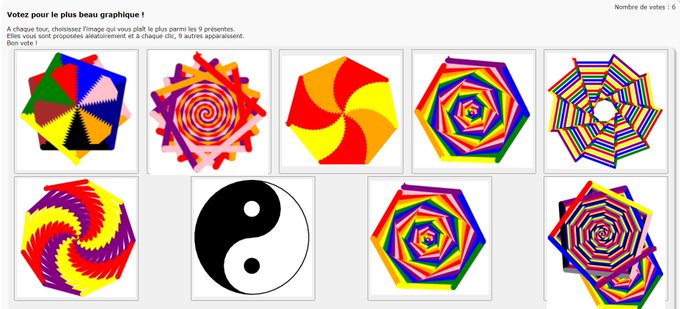 Nombre de votes : 6
Votez pour le plus beau graphique !
A chaque tour, choisissez l'image qui vous plaît le plus parmi les 9 présentes.
Elles vous sont proposées aléatoirement et à chaque clic, 9 autres apparaissent.
Bon vote !